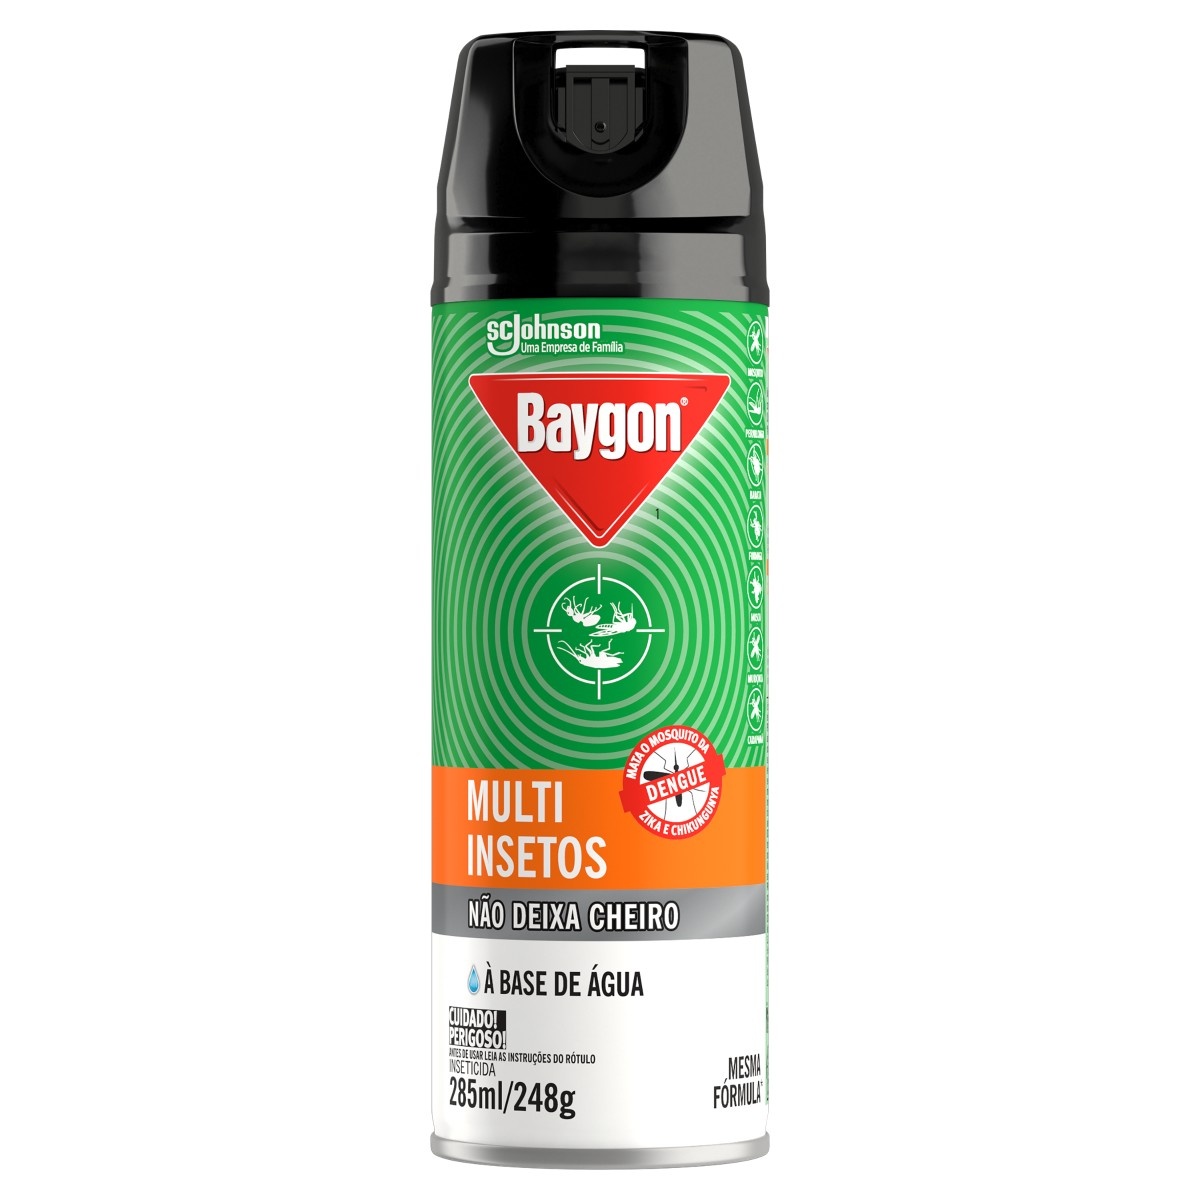 scJohnson
Uma Empresa de Família
Baygon®
1
MATA O MOSQUITO DA
DENGUE
ZIKA E CHIKUNGUNYA
MULTI
INSETOS
NÃO DEIXA CHEIRO
À BASE DE ÁGUA
CUIDADO!
PERIGOSO!
ANTES DE USAR LEIA AS INSTRUÇÕES DO RÓTULO
INSETICIDA
285ml/248g
MESMA
FÓRMULA